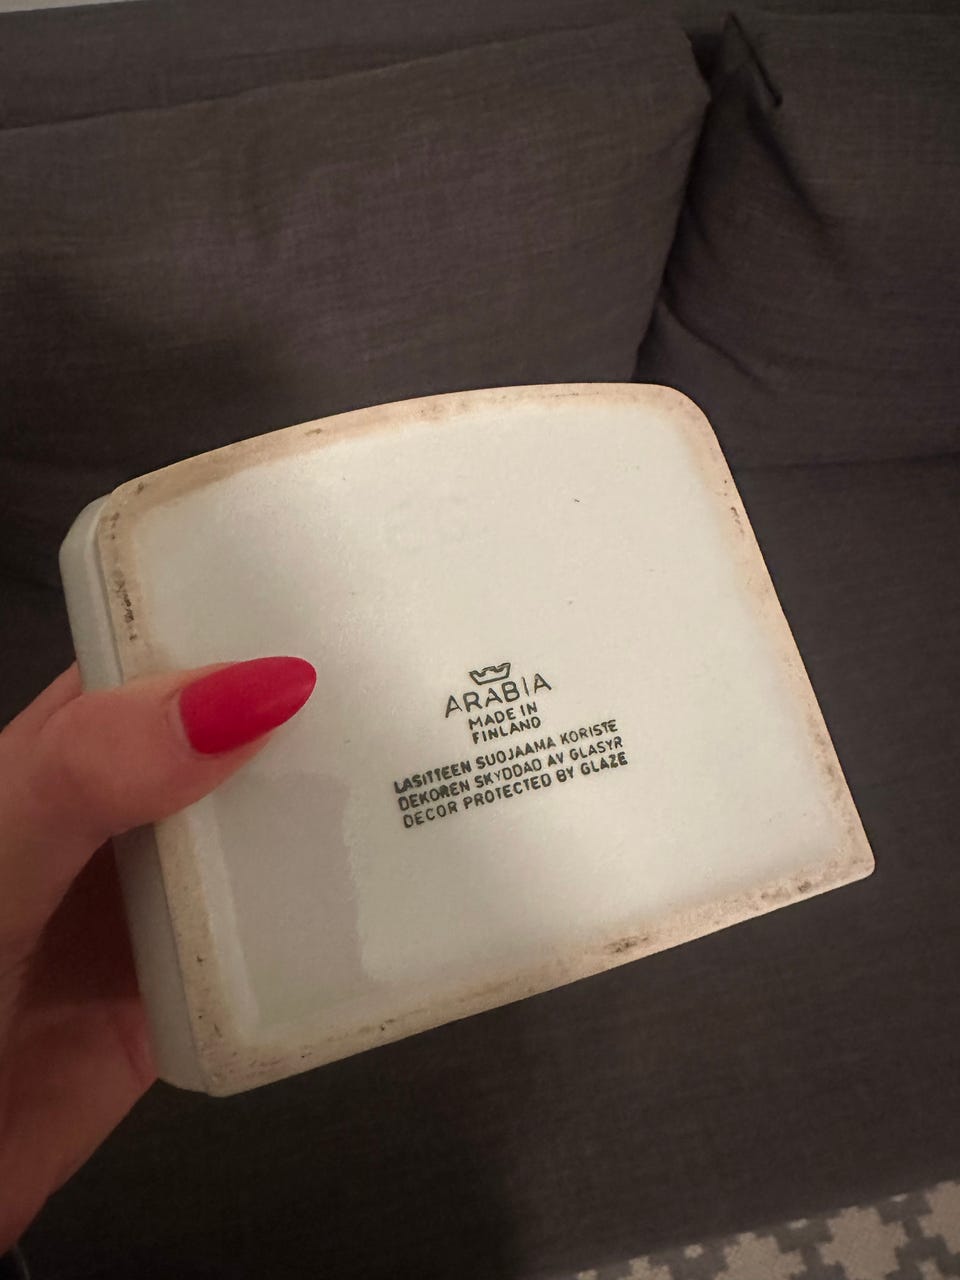 ARABIA
MADE IN
FINLAND
LASITTEEN SUOJAAMA KORISTE
DEKOREN SKYDDAD AV GLASYR
DECOR PROTECTED BY GLAZE